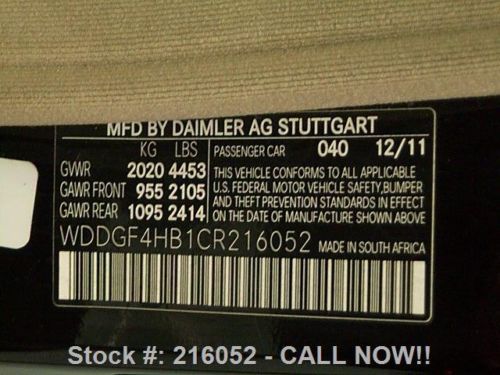 MFD BY DAIMLER AG STUTTGART
KG LBS PASSENGER CAR 040 12/11
GVWR 2020 4453
GAWR FRONT 955 2105
GAWR REAR 1095 2414
THIS VEHICLE CONFORMS TO ALL APPLICABLE
U.S. FEDERAL MOTOR VEHICLE SAFETY,BUMPER
AND THEFT PREVENTION STANDARDS IN EFFECT
ON THE DATE OF MANUFACTURE SHOWN ABOVE.
WDDGF4HB1CR216052 MADE IN SOUTH AFRICA
Stock #: 216052 - CALL NOW!!